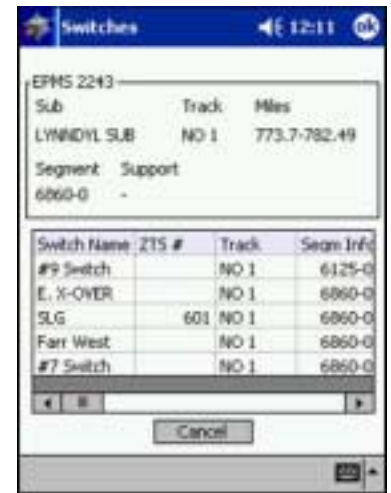 Switches 12:11 ok
EPMS 2243
Sub Track Miles
LYNNDYL SUB NO 1 773.7-782.49
Segment Support
6860-0 -
Switch Name ZTS # Track Segm Info
#9 Switch NO 1 6125-0
E. X-OVER NO 1 6860-0
SLG 601 NO 1 6860-0
Farr West NO 1 6860-0
#7 Switch NO 1 6860-0
Cancel